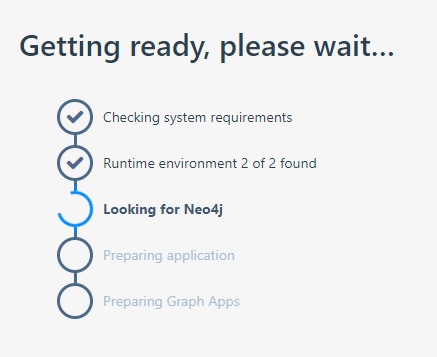 Getting ready, please wait...
Checking system requirements
Runtime environment 2 of 2 found
Looking for Neo4j
Preparing application
Preparing Graph Apps